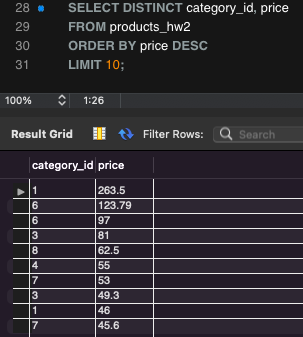 28 SELECT DISTINCT category_id, price
29 FROM products_hw2
30 ORDER BY price DESC
31 LIMIT 10;
100% 1:26
Result Grid Filter Rows: Search
category_id price
1 263.5
6 123.79
6 97
3 81
8 62.5
4 55
7 53
3 49.3
1 46
7 45.6